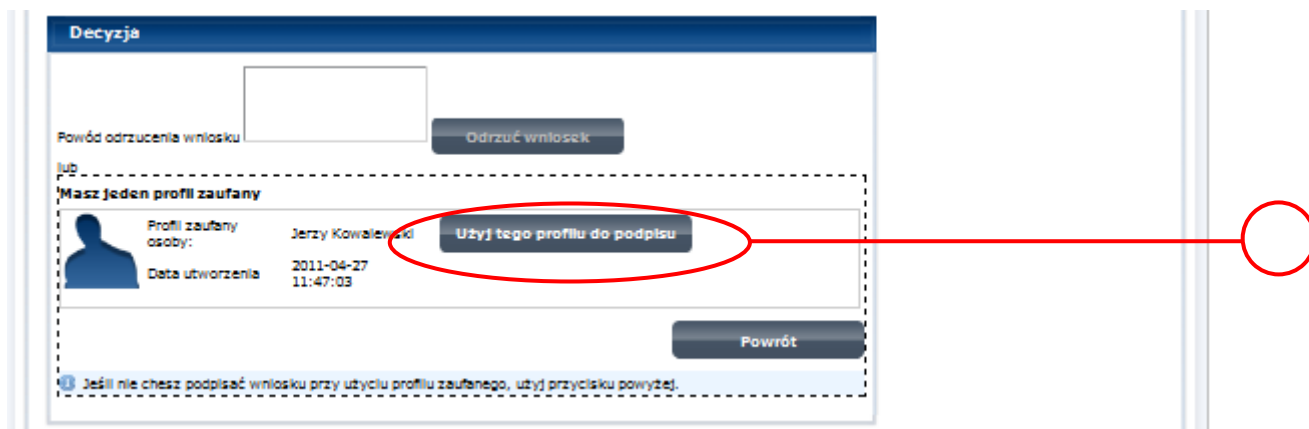 Decyzja
Powód odrzucenia wniosku
Odrzuć wniosek
lub
Masz jeden profil zaufany
Profil zaufany osoby:
Jerzy Kowalewski
Użyj tego profilu do podpisu
Data utworzenia
2011-04-27
11:47:03
Powrót
Jeśli nie chesz podpisać wniosku przy użyciu profilu zaufanego, użyj przycisku powyżej.